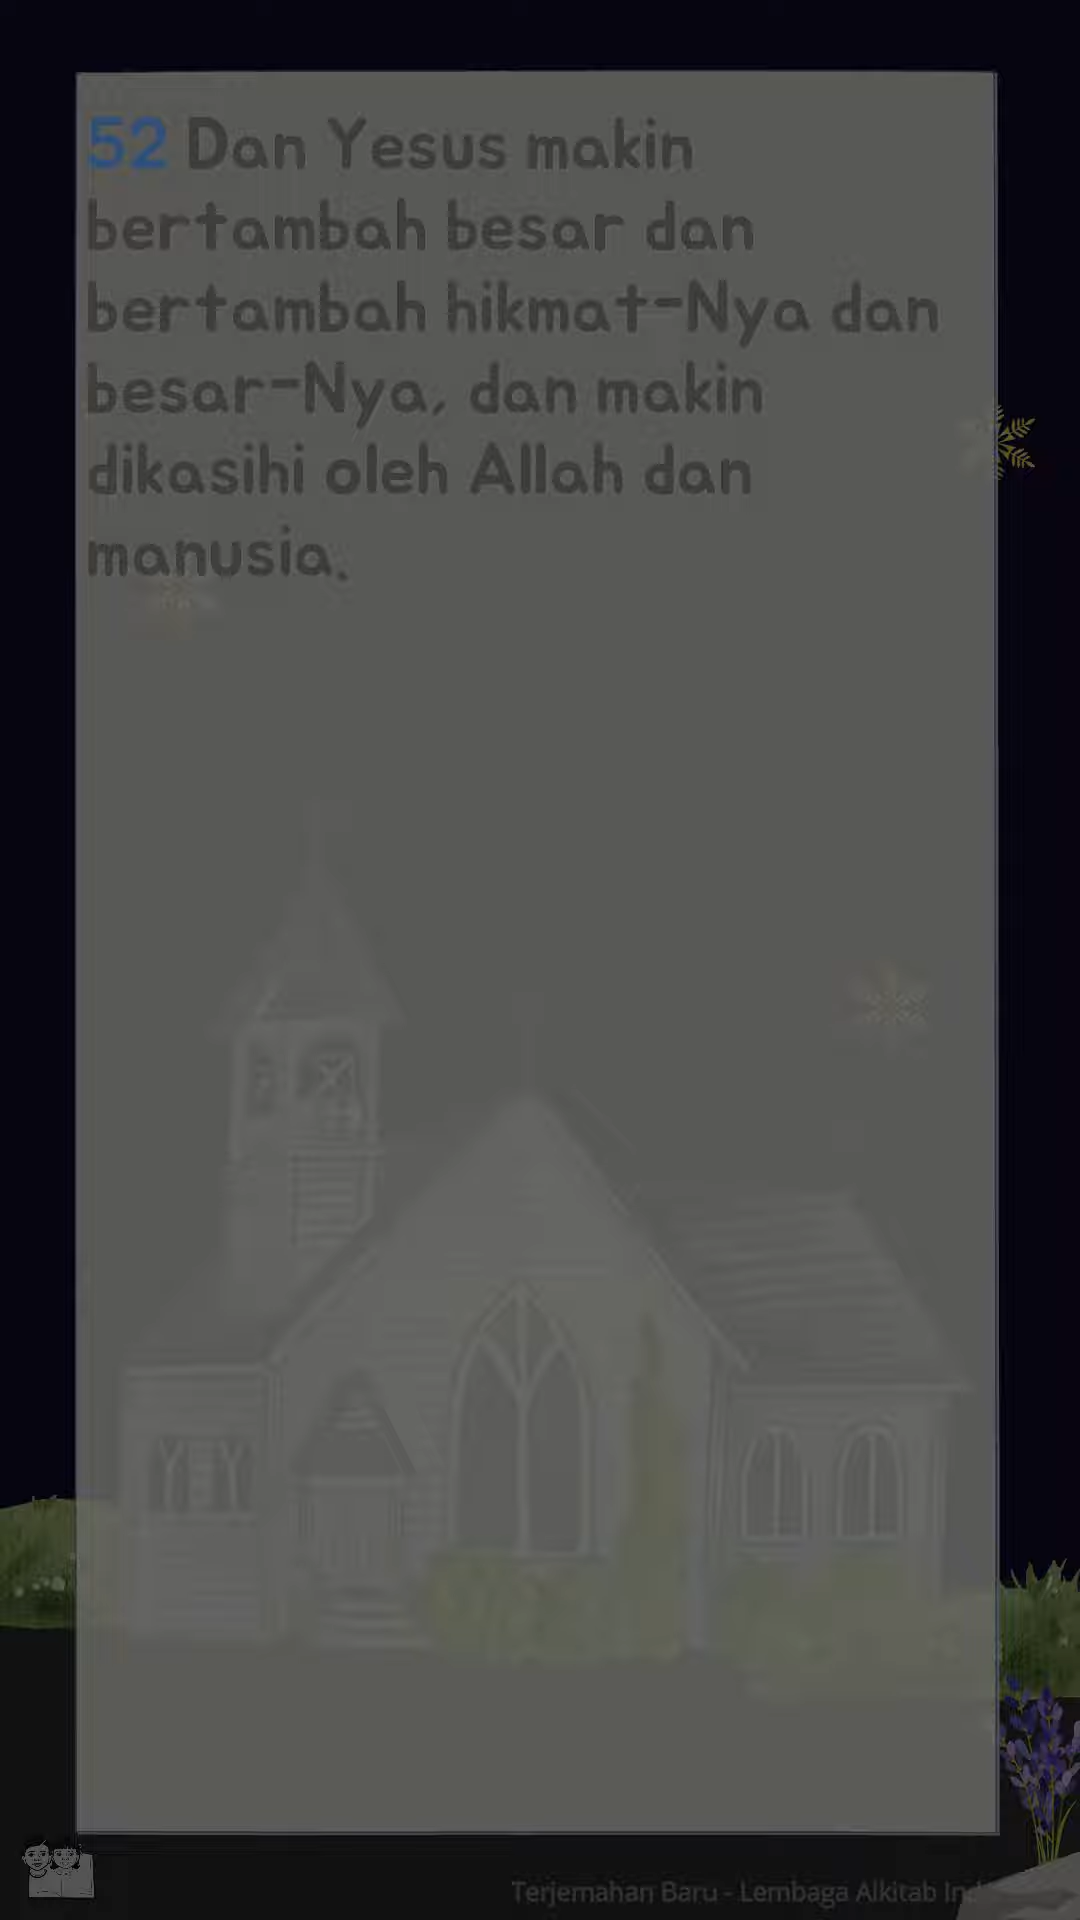 52 Dan Yesus makin
bertambah besar dan
bertambah hikmat-Nya dan
besar-Nya, dan makin
dikasihi oleh Allah dan
manusia.
Terjemahan Baru - Lembaga Alkitab